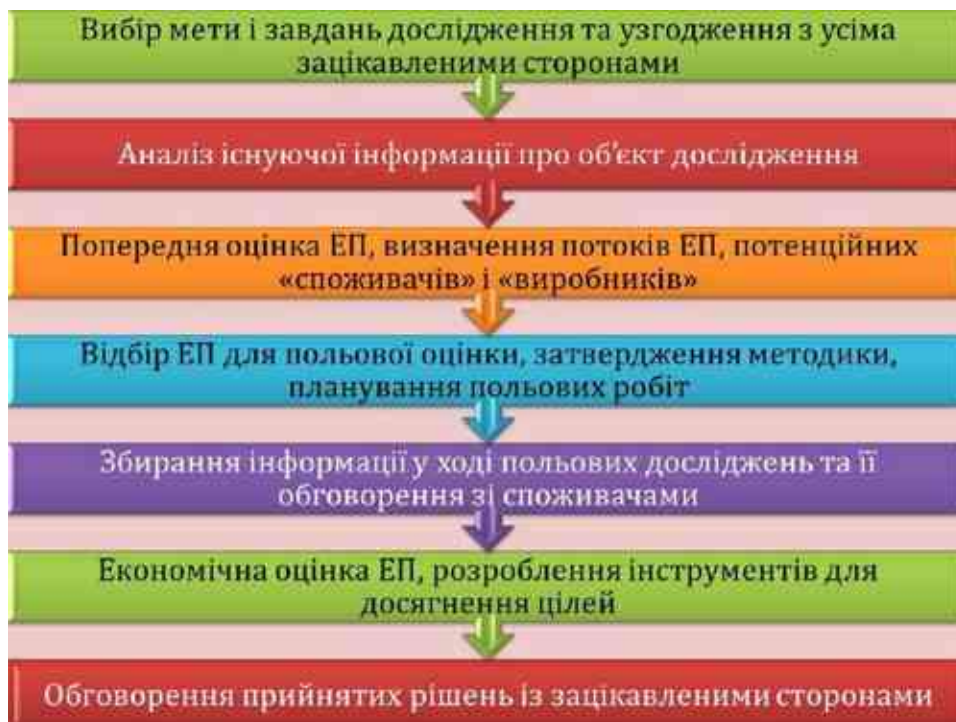 Вибір мети і завдань дослідження та узгодження з усіма
зацікавленими сторонами
Аналіз існуючої інформації про об'єкт дослідження
Попередня оцінка ЕП, визначення потоків ЕП, потенційних
«споживачів» і «виробників»
Відбір ЕП для польової оцінки, затвердження методики,
планування польових робіт
Збирання інформації у ході польових досліджень та її
обговорення зі споживачами
Економічна оцінка ЕП, розроблення інструментів для
досягнення цілей
Обговорення прийнятих рішень із зацікавленими сторонами